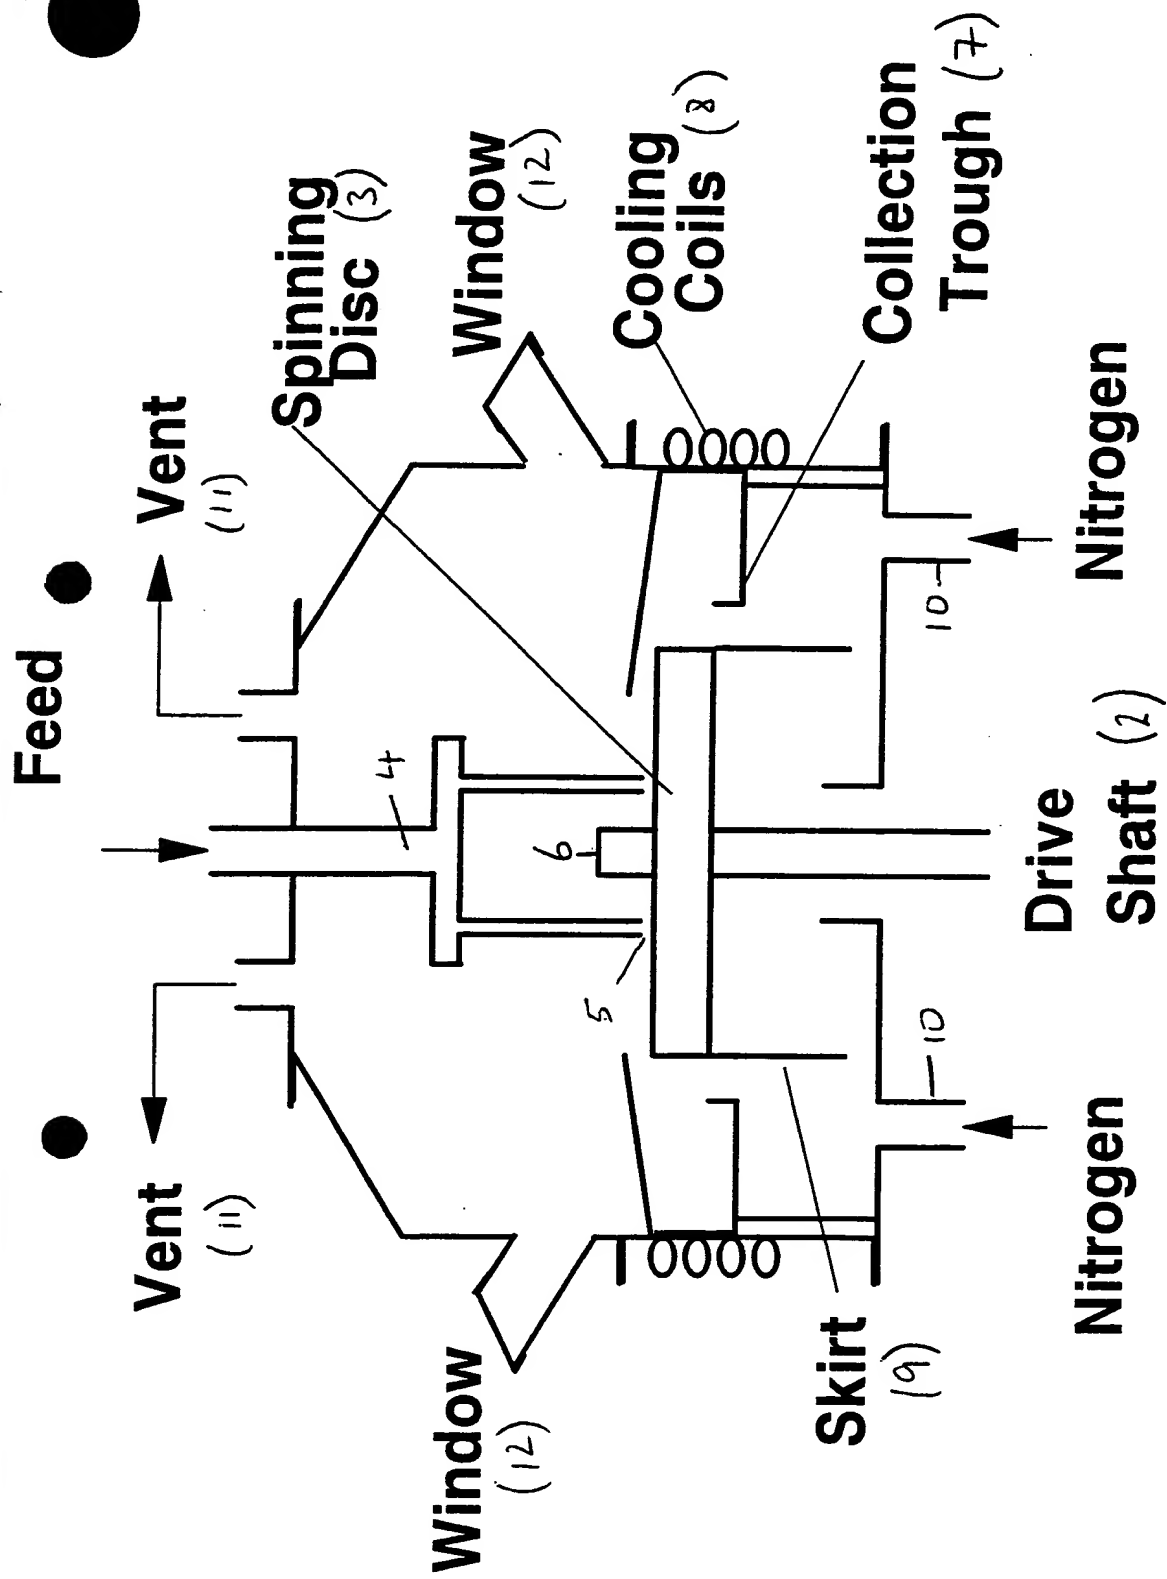 Feed
Vent
(11)
Vent
(11)
Spinning
Disc (3)
Window
(12)
Window
(12)
4
6
5
Cooling
Coils (8)
Collection
Trough (7)
Skirt
(9)
10
10
Nitrogen
Nitrogen
Drive
Shaft (2)